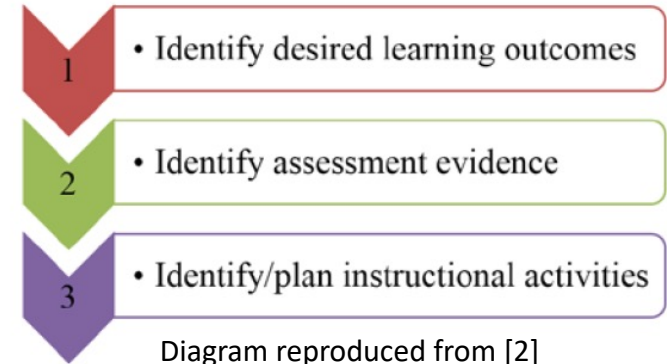 1
• Identify desired learning outcomes
2
• Identify assessment evidence
3
• Identify/plan instructional activities
Diagram reproduced from [2]